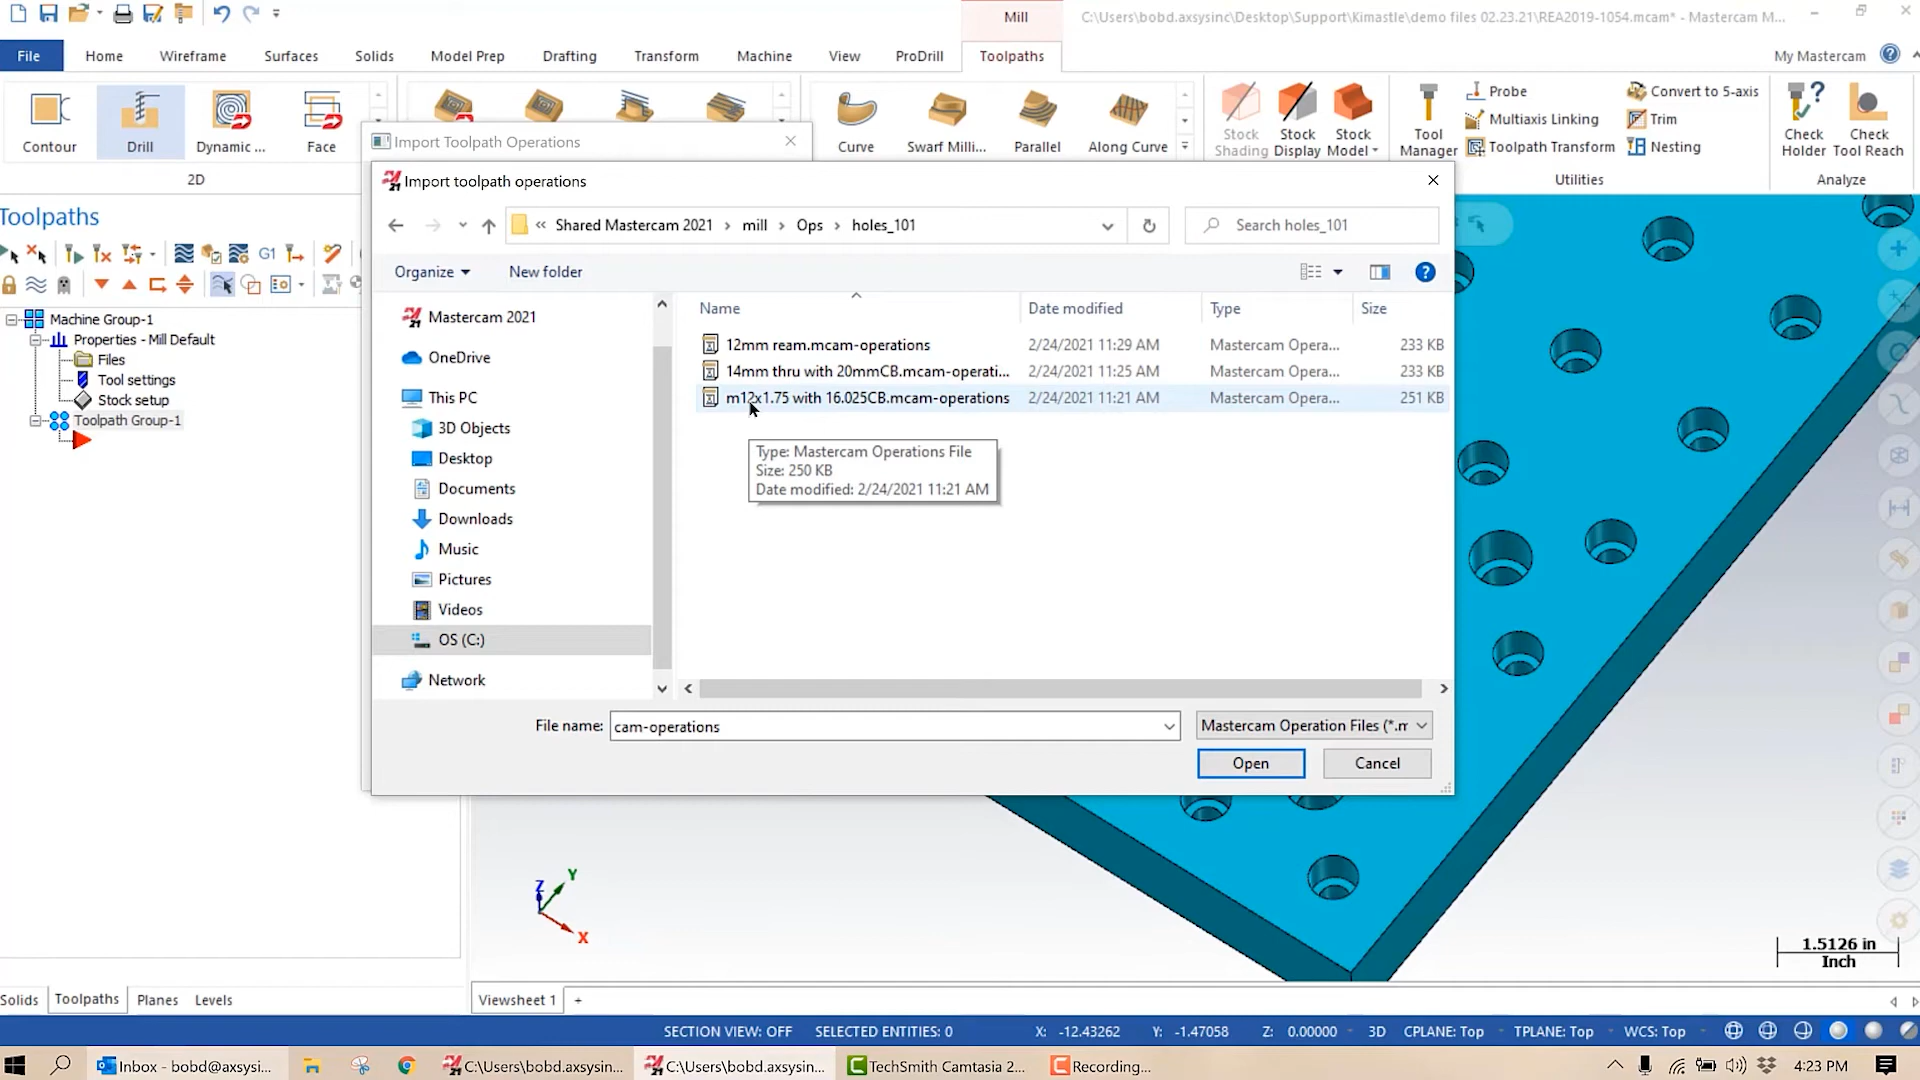 Mill
C:\Users\bobd.axsysinc\Desktop\Support\Kimastle\demo files 02.23.21\REA2019-1054.mcam* - Mastercam M...
File
Home
Wireframe
Surfaces
Solids
Model Prep
Drafting
Transform
Machine
View
ProDrill
Toolpaths
My Mastercam
Contour
Drill
Dynamic ...
Face
Curve
Swarf Milli...
Parallel
Along Curve
Stock Shading
Stock Display
Stock Model
Tool Manager
Probe
Multiaxis Linking
Toolpath Transform
Convert to 5-axis
Trim
Nesting
Check Holder
Check Tool Reach
2D
Utilities
Analyze
Toolpaths
G1
Machine Group-1
Properties - Mill Default
Files
Tool settings
Stock setup
Toolpath Group-1
Import Toolpath Operations
Import toolpath operations
« Shared Mastercam 2021 › mill › Ops › holes_101
Search holes_101
Organize
New folder
Mastercam 2021
OneDrive
This PC
3D Objects
Desktop
Documents
Downloads
Music
Pictures
Videos
OS (C:)
Network
Name Date modified Type Size
12mm ream.mcam-operations 2/24/2021 11:29 AM Mastercam Opera... 233 KB
14mm thru with 20mmCB.mcam-operati... 2/24/2021 11:25 AM Mastercam Opera... 233 KB
m12x1.75 with 16.025CB.mcam-operations 2/24/2021 11:21 AM Mastercam Opera... 251 KB
Type: Mastercam Operations File
Size: 250 KB
Date modified: 2/24/2021 11:21 AM
File name: cam-operations
Mastercam Operation Files (*.m
Open
Cancel
Z
Y
X
1.5126 in
Inch
Solids
Toolpaths
Planes
Levels
Viewsheet 1
+
SECTION VIEW: OFF SELECTED ENTITIES: 0 X: -12.43262 Y: -1.47058 Z: 0.00000 3D CPLANE: Top TPLANE: Top WCS: Top
Inbox - bobd@axsysi...
C:\Users\bobd.axsysin...
C:\Users\bobd.axsysin...
TechSmith Camtasia 2...
Recording...
4:23 PM